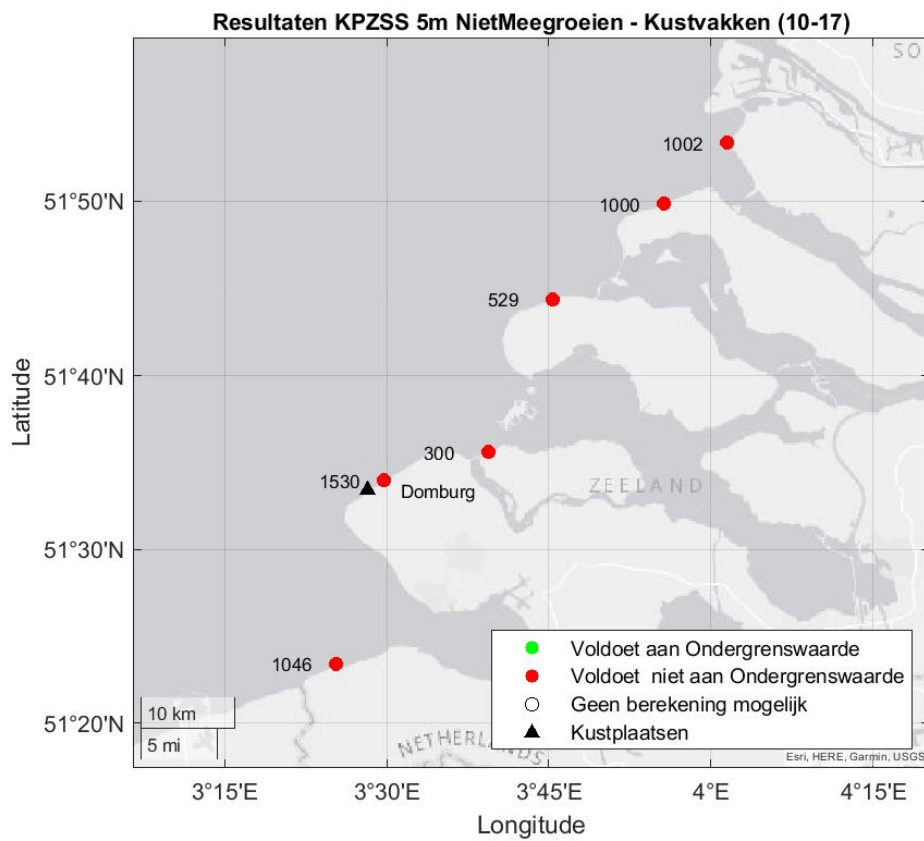 Resultaten KPZSS 5m NietMeegroeien - Kustvakken (10-17)
SO
1002
51°50'N
1000
529
51°40'N
300
1530
Domburg
ZEELAND
51°30'N
1046
Voldoet aan Ondergrenswaarde
Voldoet niet aan Ondergrenswaarde
Geen berekening mogelijk
Kustplaatsen
10 km
5 mi
51°20'N
NETHERLANDS
Esri, HERE, Garmin, USGS
3°15'E
3°30'E
3°45'E
4°E
4°15'E
Longitude
Latitude